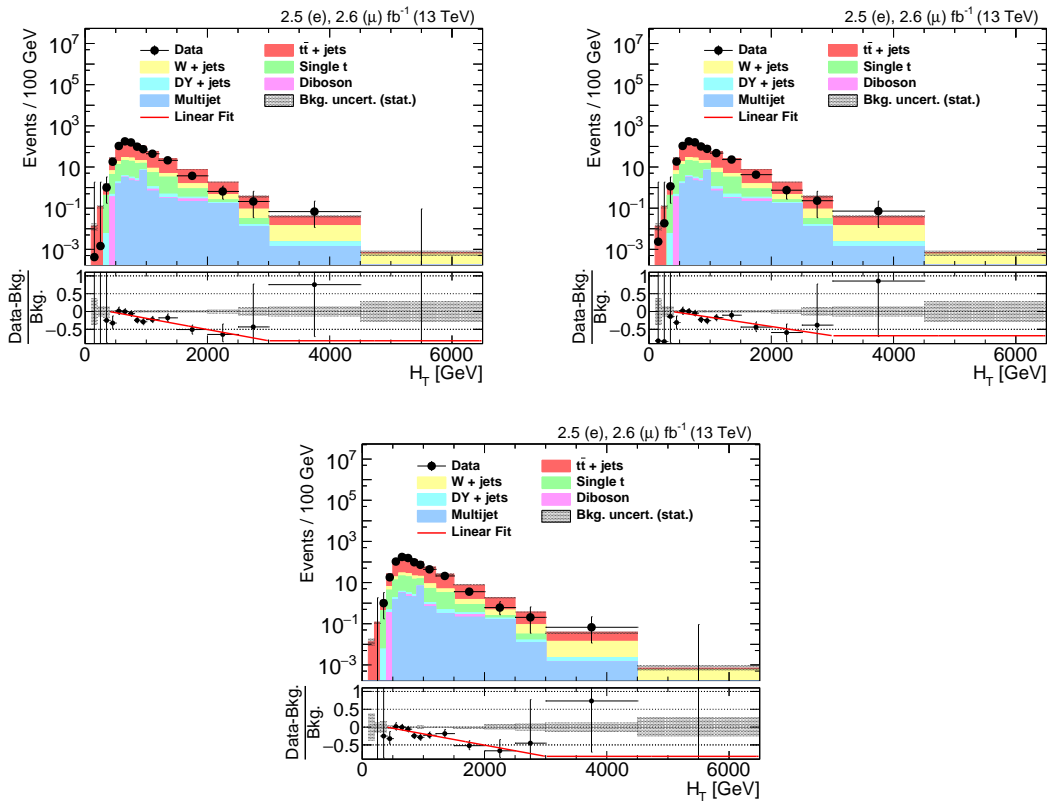 2.5 (e), 2.6 (μ) fb⁻¹ (13 TeV)
Events / 100 GeV
10⁷
10⁵
10³
10
10⁻¹
10⁻³
Data
tt̄ + jets
W + jets
Single t
DY + jets
Diboson
Multijet
Bkg. uncert. (stat.)
Linear Fit
Data-Bkg.
Bkg.
1
0.5
0
−0.5
0 2000 4000 6000
H_T [GeV]
2.5 (e), 2.6 (μ) fb⁻¹ (13 TeV)
Events / 100 GeV
10⁷
10⁵
10³
10
10⁻¹
10⁻³
Data
tt̄ + jets
W + jets
Single t
DY + jets
Diboson
Multijet
Bkg. uncert. (stat.)
Linear Fit
Data-Bkg.
Bkg.
1
0.5
0
−0.5
0 2000 4000 6000
H_T [GeV]
2.5 (e), 2.6 (μ) fb⁻¹ (13 TeV)
Events / 100 GeV
10⁷
10⁵
10³
10
10⁻¹
10⁻³
Data
tt̄ + jets
W + jets
Single t
DY + jets
Diboson
Multijet
Bkg. uncert. (stat.)
Linear Fit
Data-Bkg.
Bkg.
1
0.5
0
−0.5
0 2000 4000 6000
H_T [GeV]